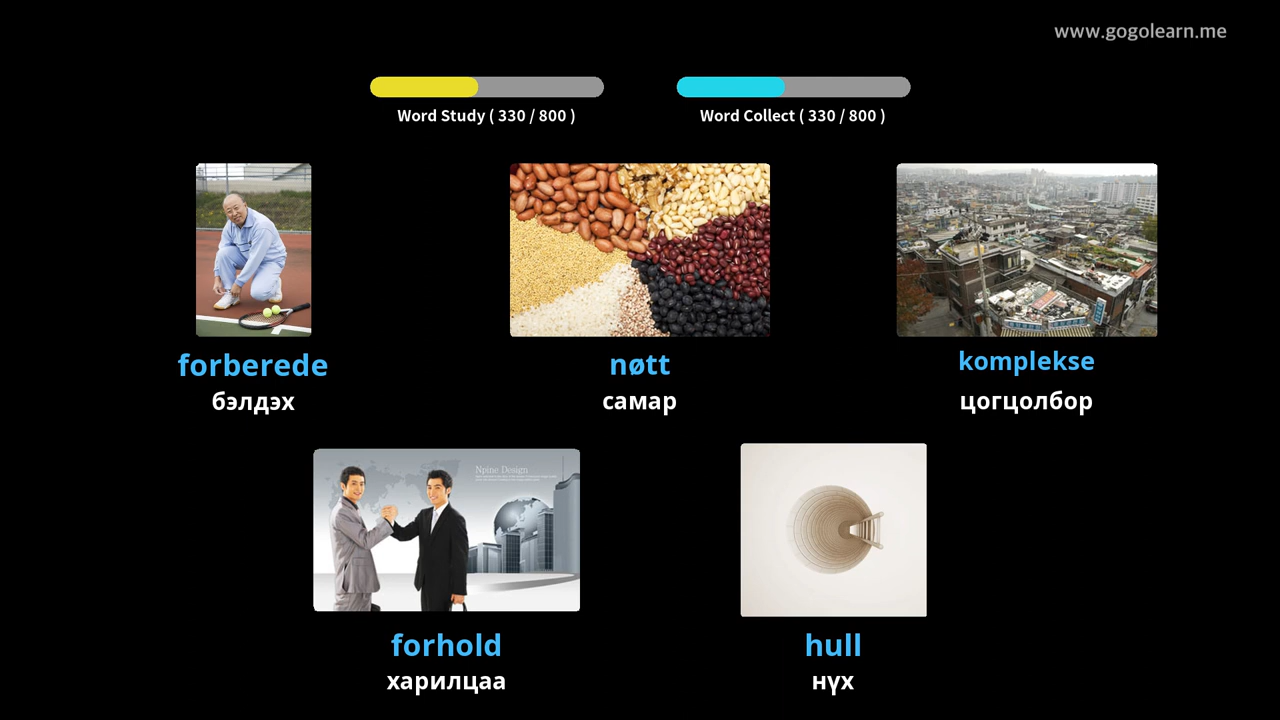 www.gogolearn.me
Word Study ( 330 / 800 )
Word Collect ( 330 / 800 )
forberede
бэлдэх
nøtt
самар
komplekse
цогцолбор
Npine Design
forhold
харилцаа
hull
нүх